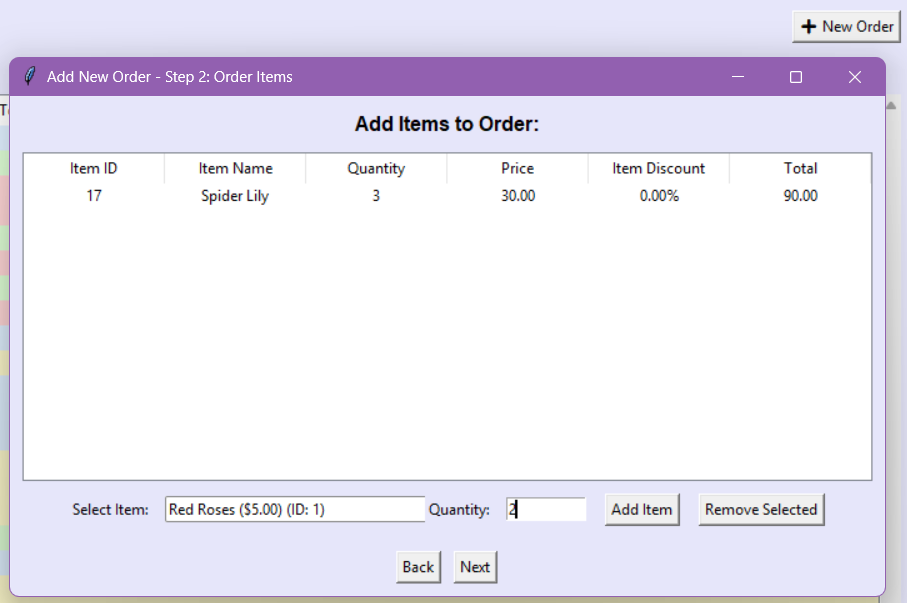 + New Order
Add New Order - Step 2: Order Items
Add Items to Order:
Item ID Item Name Quantity Price Item Discount Total
17 Spider Lily 3 30.00 0.00% 90.00
Select Item: Red Roses ($5.00) (ID: 1) Quantity: 2 Add Item Remove Selected
Back Next